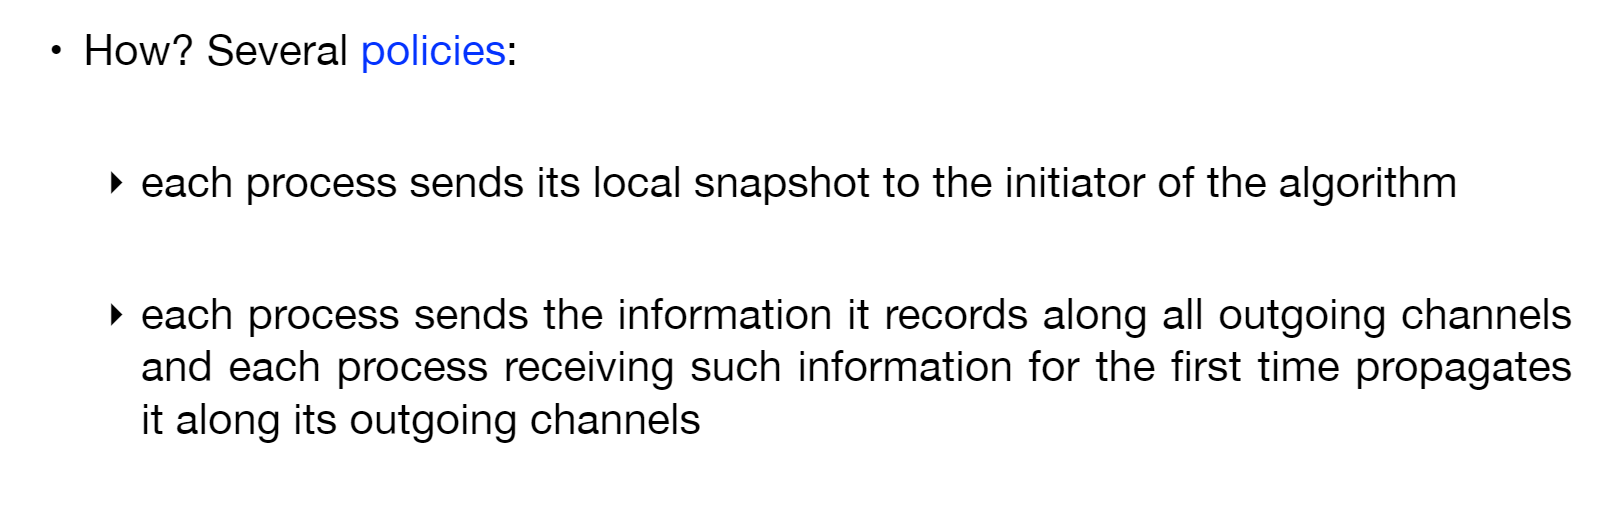 • How? Several policies:
‣ each process sends its local snapshot to the initiator of the algorithm
‣ each process sends the information it records along all outgoing channels
and each process receiving such information for the first time propagates
it along its outgoing channels